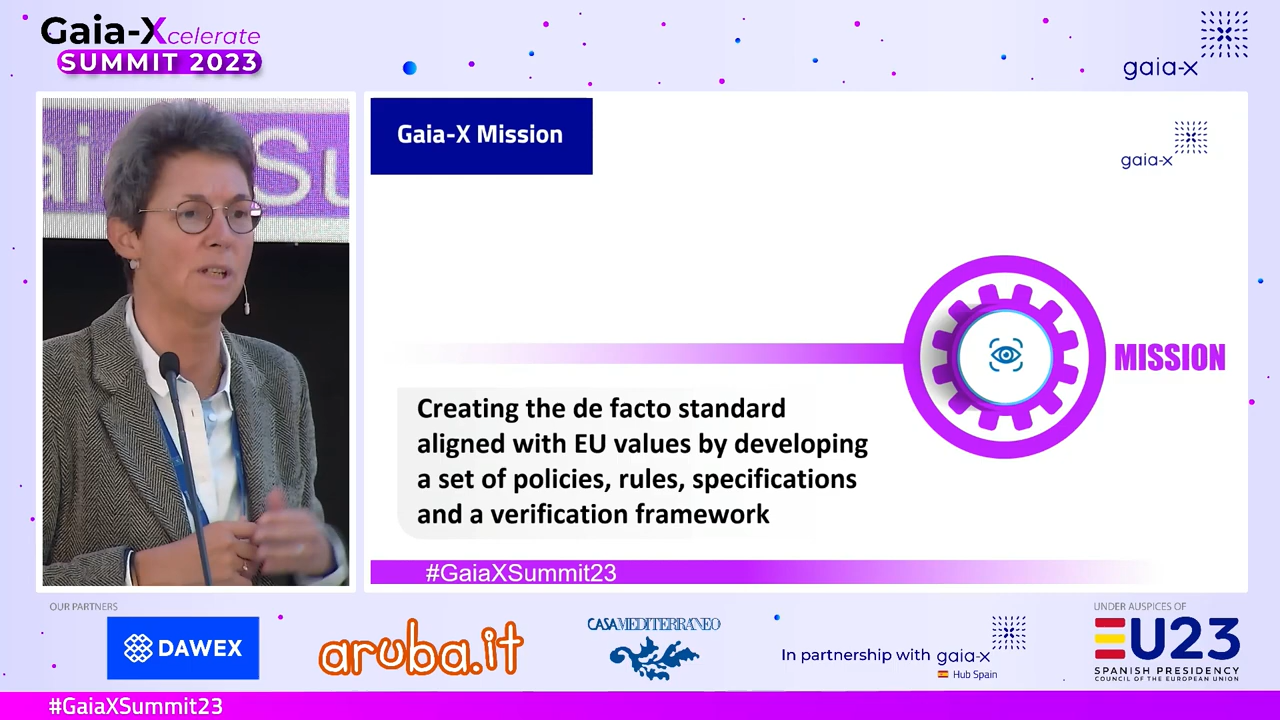 Gaia-Xcelerate
SUMMIT 2023
gaia-x
Gaia-X Mission
gaia-x
MISSION
Creating the de facto standard
aligned with EU values by developing
a set of policies, rules, specifications
and a verification framework
#GaiaXSummit23
OUR PARTNERS
DAWEX
aruba.it
CASAMEDITERRANEO
In partnership with gaia-x
Hub Spain
UNDER AUSPICES OF
EU23
SPANISH PRESIDENCY
COUNCIL OF THE EUROPEAN UNION
#GaiaXSummit23